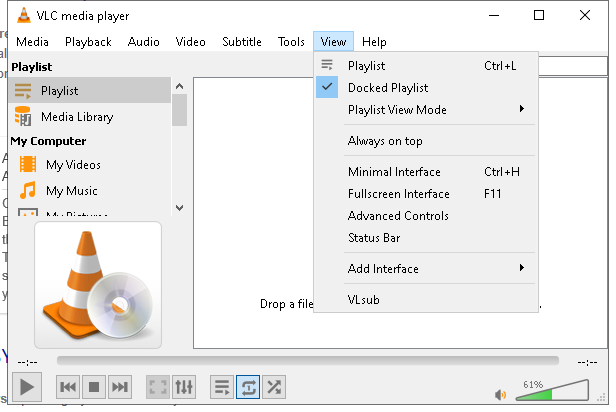 VLC media player
Media Playback Audio Video Subtitle Tools View Help
Playlist
Playlist
Media Library
My Computer
My Videos
My Music
My Pictures
Playlist Ctrl+L
Docked Playlist
Playlist View Mode
Always on top
Minimal Interface Ctrl+H
Fullscreen Interface F11
Advanced Controls
Status Bar
Add Interface
VLsub
Drop a file
--:-- --:--
61%